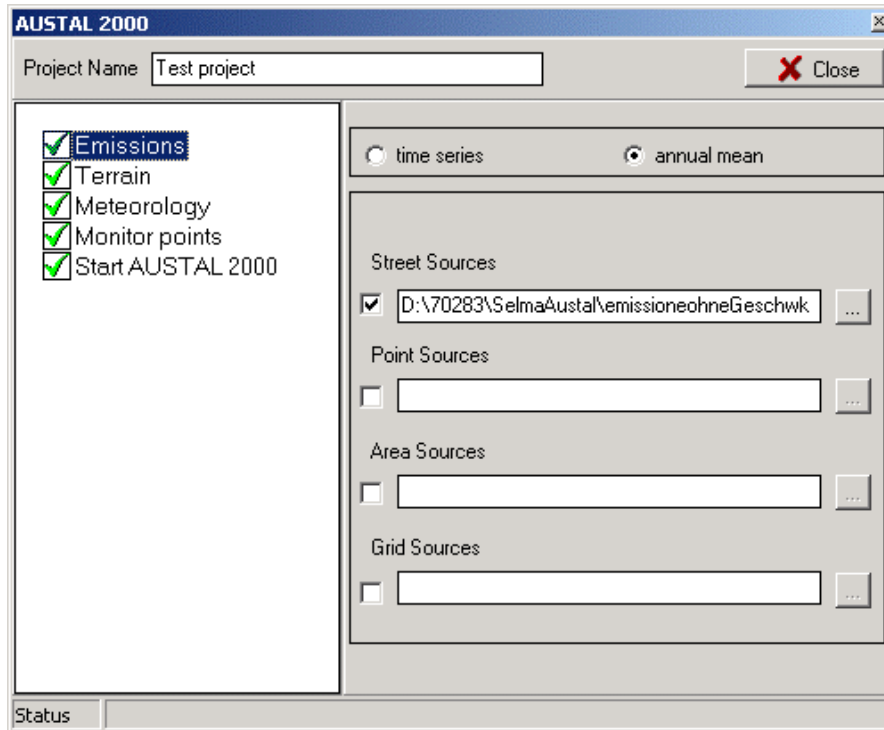 AUSTAL 2000
Project Name Test project
Close
Emissions
Terrain
Meteorology
Monitor points
Start AUSTAL 2000
time series
annual mean
Street Sources
D:\70283\SelmaAustal\emissioneohneGeschwk
...
Point Sources
...
Area Sources
...
Grid Sources
...
Status